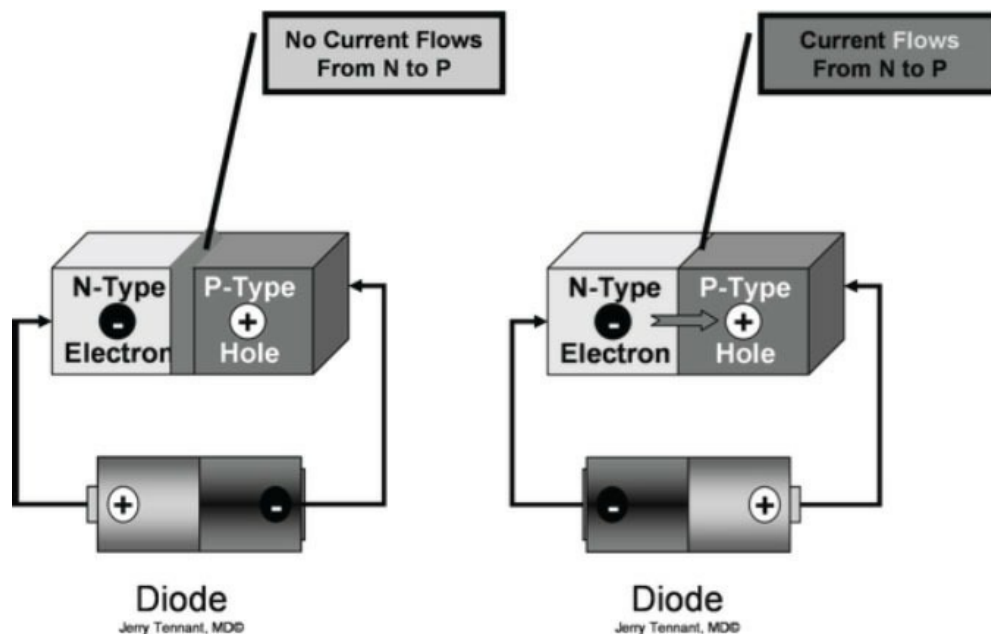 No Current Flows
From N to P
N-Type
-
Electron
P-Type
+
Hole
+
-
Diode
Jerry Tennant, MD©
Current Flows
From N to P
N-Type
-
Electron
P-Type
+
Hole
-
+
Diode
Jerry Tennant, MD©